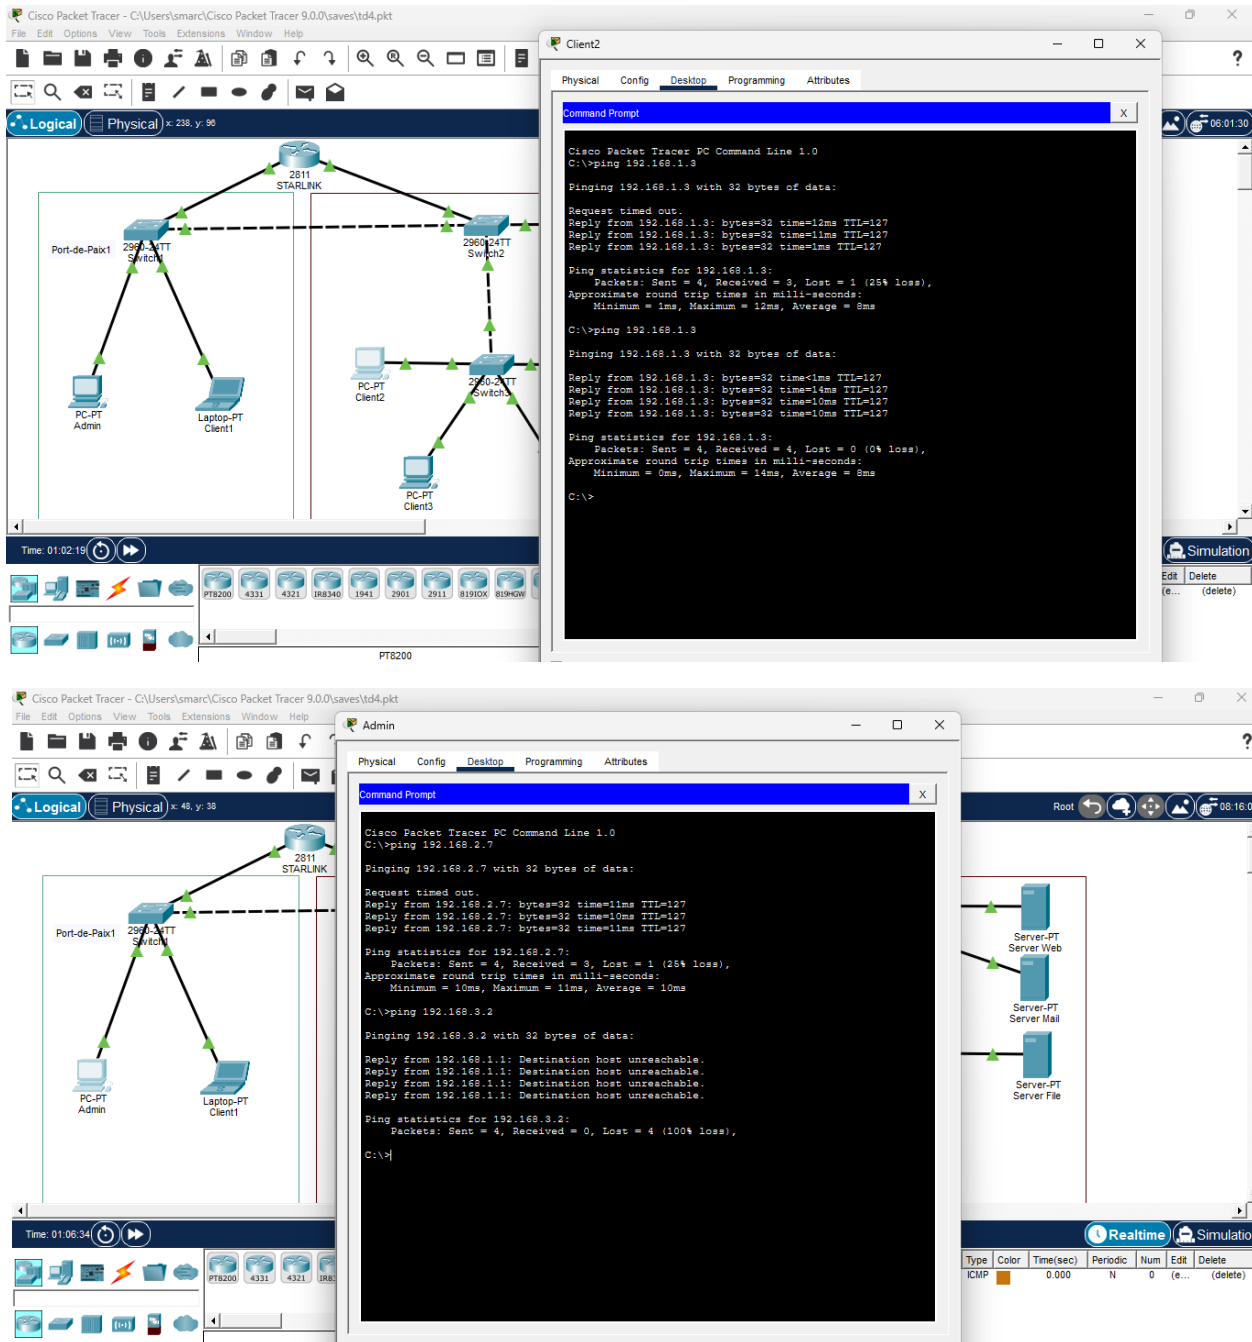 Cisco Packet Tracer - C:\Users\smarc\Cisco Packet Tracer 9.0.0\saves\td4.pkt
File Edit Options View Tools Extensions Window Help
Logical Physical x: 238, y: 96
06:01:30
2811
STARLINK
Port-de-Paix1
2960-24TT
Switch1
2960-24TT
Switch2
PC-PT
Client2
2960-24TT
Switch3
PC-PT
Admin
Laptop-PT
Client1
PC-PT
Client3
Time: 01:02:19
Simulation
PT8200 4331 4321 IR8340 1941 2901 2911 819IOX 819HGW
PT8200
Edit Delete
(e... (delete)
?
Client2
Physical Config Desktop Programming Attributes
Command Prompt X
Cisco Packet Tracer PC Command Line 1.0
C:\>ping 192.168.1.3
Pinging 192.168.1.3 with 32 bytes of data:
Request timed out.
Reply from 192.168.1.3: bytes=32 time=12ms TTL=127
Reply from 192.168.1.3: bytes=32 time=11ms TTL=127
Reply from 192.168.1.3: bytes=32 time=1ms TTL=127
Ping statistics for 192.168.1.3:
Packets: Sent = 4, Received = 3, Lost = 1 (25% loss),
Approximate round trip times in milli-seconds:
Minimum = 1ms, Maximum = 12ms, Average = 8ms
C:\>ping 192.168.1.3
Pinging 192.168.1.3 with 32 bytes of data:
Reply from 192.168.1.3: bytes=32 time<1ms TTL=127
Reply from 192.168.1.3: bytes=32 time=14ms TTL=127
Reply from 192.168.1.3: bytes=32 time=10ms TTL=127
Reply from 192.168.1.3: bytes=32 time=10ms TTL=127
Ping statistics for 192.168.1.3:
Packets: Sent = 4, Received = 4, Lost = 0 (0% loss),
Approximate round trip times in milli-seconds:
Minimum = 0ms, Maximum = 14ms, Average = 8ms
C:\>
Cisco Packet Tracer - C:\Users\smarc\Cisco Packet Tracer 9.0.0\saves\td4.pkt
File Edit Options View Tools Extensions Window Help
Logical Physical x: 48, y: 38
Root 08:16:0
2811
STARLINK
Port-de-Paix1
2960-24TT
Switch1
PC-PT
Admin
Laptop-PT
Client1
Server-PT
Server Web
Server-PT
Server Mail
Server-PT
Server File
Time: 01:06:34
Realtime Simulatio
PT8200 4331 4321 IR83
Type Color Time(sec) Periodic Num Edit Delete
ICMP 0.000 N 0 (e... (delete)
?
Admin
Physical Config Desktop Programming Attributes
Command Prompt X
Cisco Packet Tracer PC Command Line 1.0
C:\>ping 192.168.2.7
Pinging 192.168.2.7 with 32 bytes of data:
Request timed out.
Reply from 192.168.2.7: bytes=32 time=11ms TTL=127
Reply from 192.168.2.7: bytes=32 time=10ms TTL=127
Reply from 192.168.2.7: bytes=32 time=11ms TTL=127
Ping statistics for 192.168.2.7:
Packets: Sent = 4, Received = 3, Lost = 1 (25% loss),
Approximate round trip times in milli-seconds:
Minimum = 10ms, Maximum = 11ms, Average = 10ms
C:\>ping 192.168.3.2
Pinging 192.168.3.2 with 32 bytes of data:
Reply from 192.168.1.1: Destination host unreachable.
Reply from 192.168.1.1: Destination host unreachable.
Reply from 192.168.1.1: Destination host unreachable.
Reply from 192.168.1.1: Destination host unreachable.
Ping statistics for 192.168.3.2:
Packets: Sent = 4, Received = 0, Lost = 4 (100% loss),
C:\>